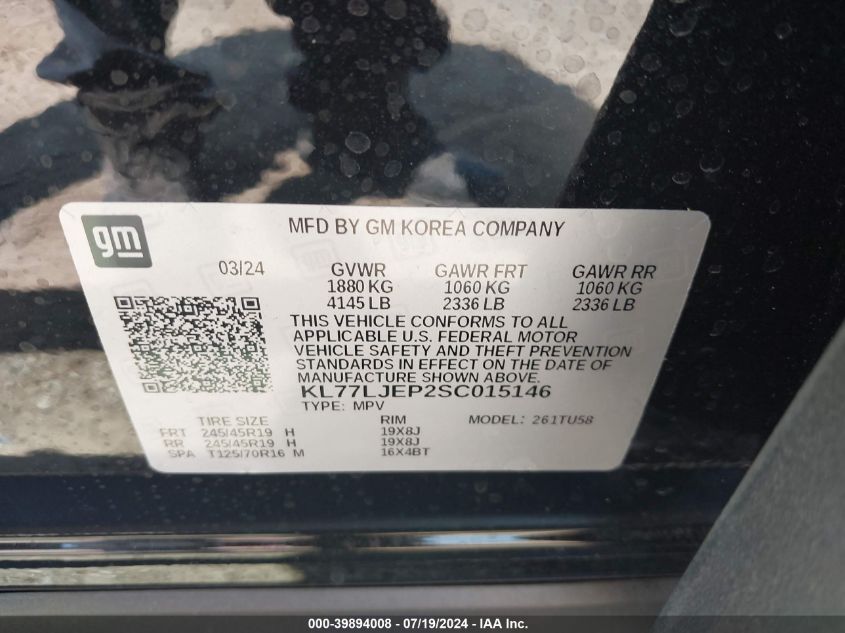 gm
MFD BY GM KOREA COMPANY
03/24 GVWR GAWR FRT GAWR RR
1880 KG 1060 KG 1060 KG
4145 LB 2336 LB 2336 LB
THIS VEHICLE CONFORMS TO ALL
APPLICABLE U.S. FEDERAL MOTOR
VEHICLE SAFETY AND THEFT PREVENTION
STANDARDS IN EFFECT ON THE DATE OF
MANUFACTURE SHOWN ABOVE.
KL77LJEP2SC015146
TYPE: MPV
TIRE SIZE RIM MODEL: 261TU58
FRT 245/45R19 H 19X8J
RR 245/45R19 H 19X8J
SPA T125/70R16 M 16X4BT
000-39894008 - 07/19/2024 - IAA Inc.